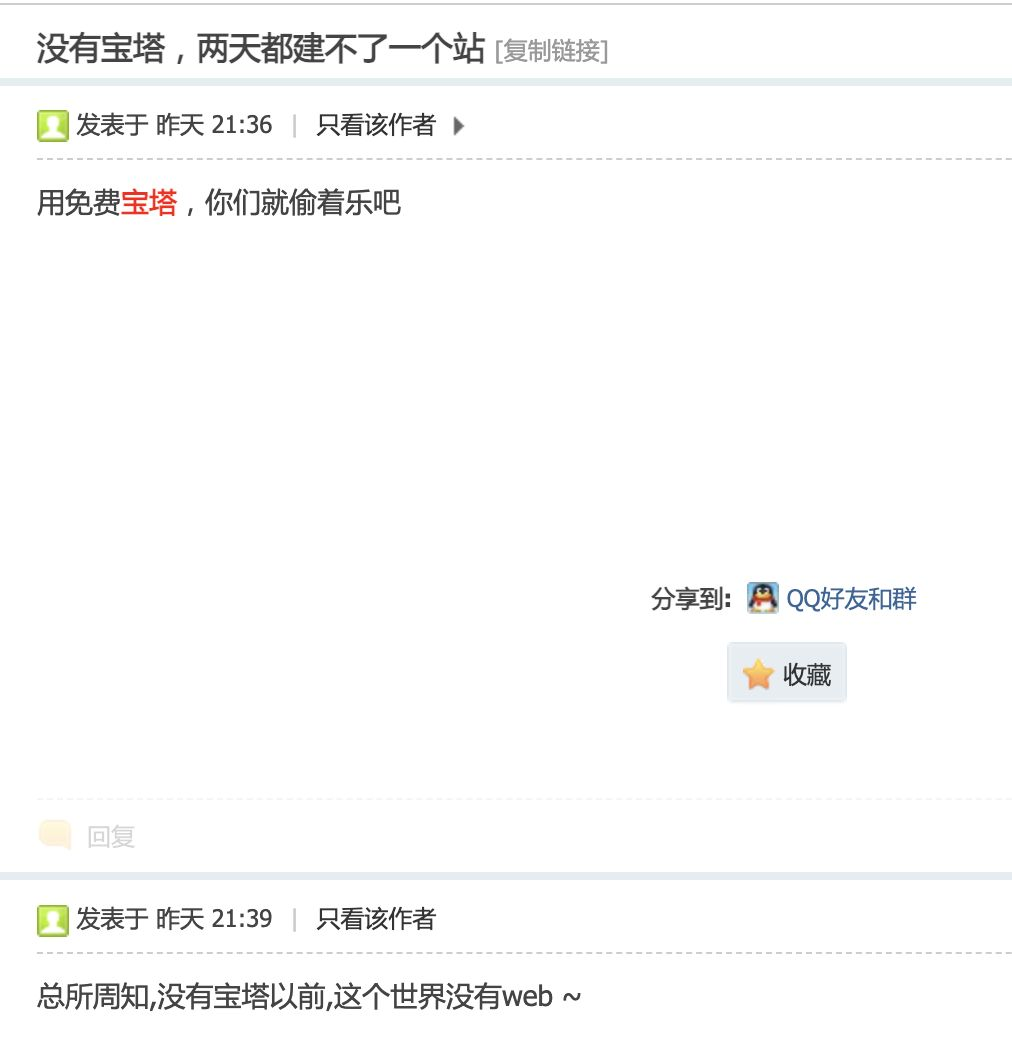 没有宝塔，两天都建不了一个站 [复制链接]
发表于 昨天 21:36 | 只看该作者
用免费宝塔，你们就偷着乐吧
分享到: QQ好友和群
收藏
回复
发表于 昨天 21:39 | 只看该作者
总所周知,没有宝塔以前,这个世界没有web ~